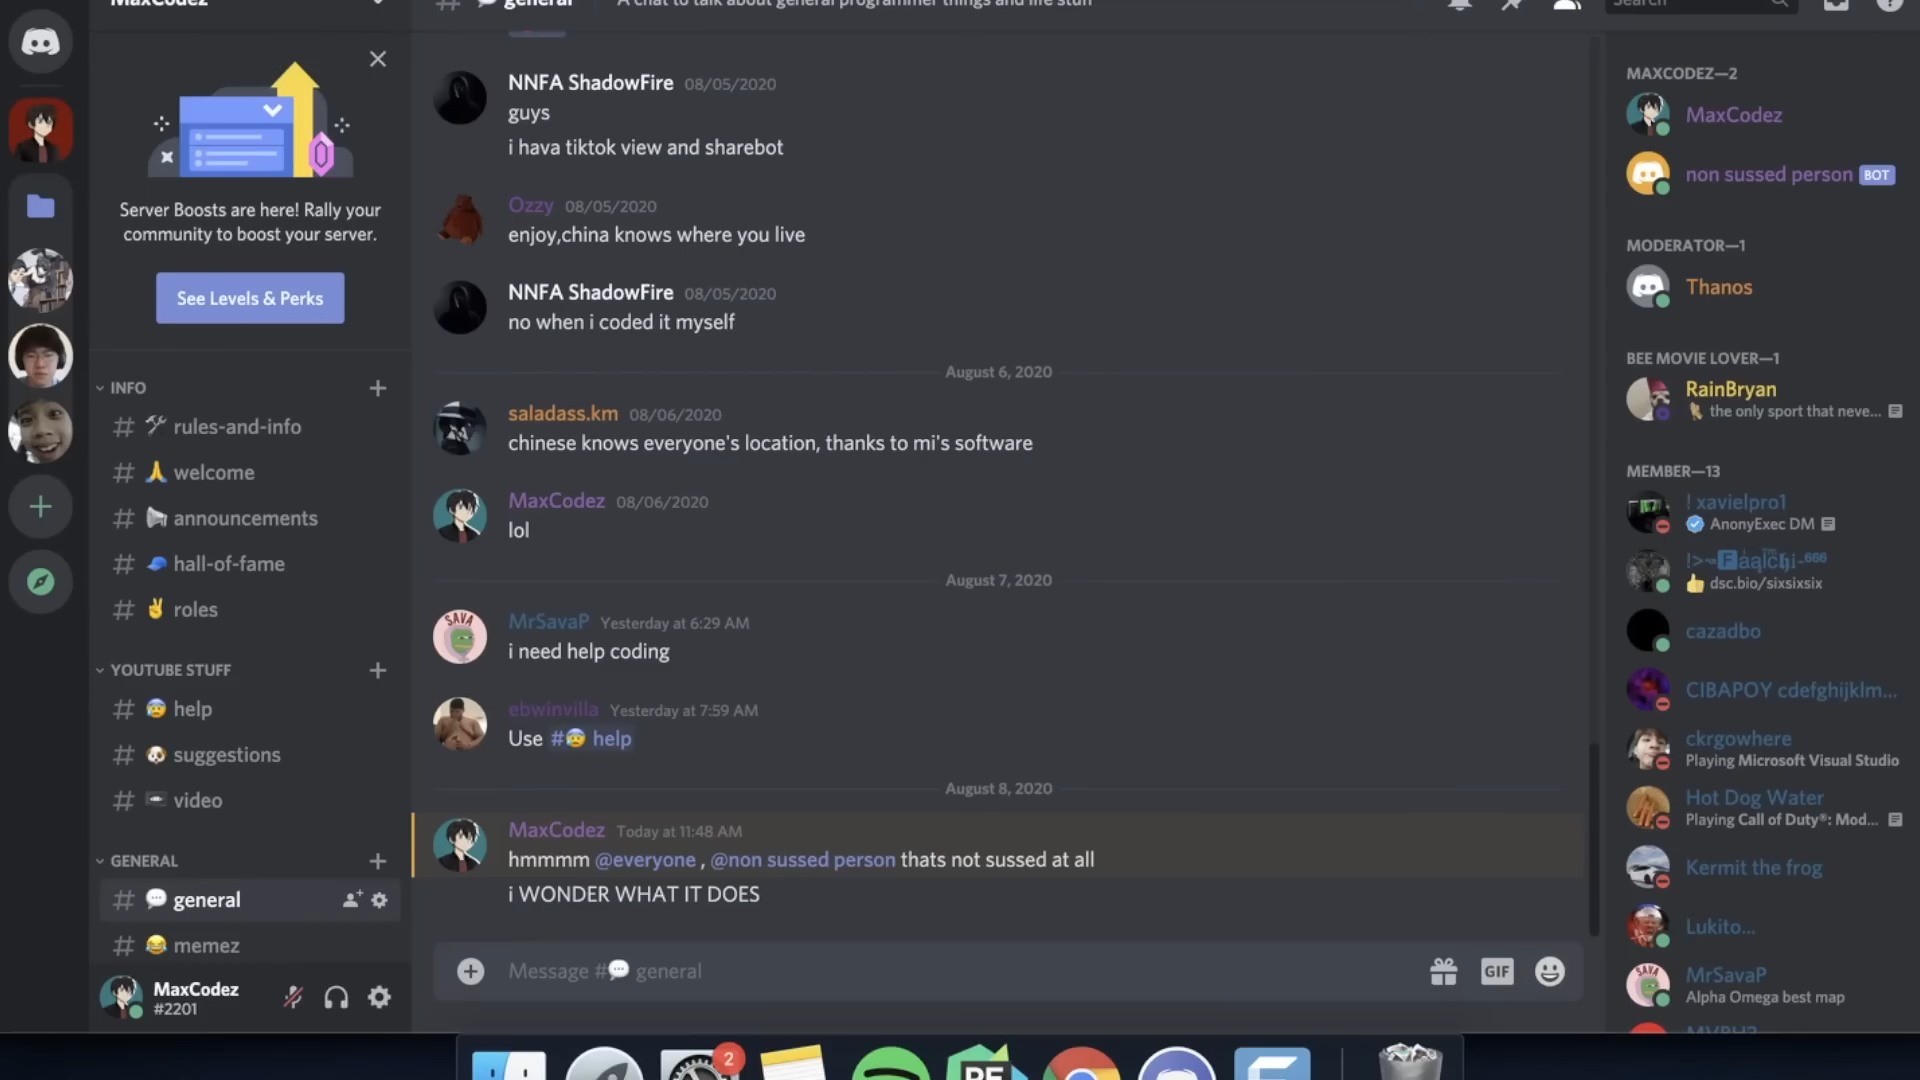 MaxCodez
general
A chat to talk about general programmer things and life stuff
Search
Server Boosts are here! Rally your
community to boost your server.
See Levels & Perks
INFO
rules-and-info
welcome
announcements
hall-of-fame
roles
YOUTUBE STUFF
help
suggestions
video
GENERAL
general
memez
MaxCodez
#2201
NNFA ShadowFire 08/05/2020
guys
i hava tiktok view and sharebot
Ozzy 08/05/2020
enjoy,china knows where you live
NNFA ShadowFire 08/05/2020
no when i coded it myself
August 6, 2020
saladass.km 08/06/2020
chinese knows everyone's location, thanks to mi's software
MaxCodez 08/06/2020
lol
August 7, 2020
MrSavaP Yesterday at 6:29 AM
i need help coding
SAVA
ebwinvilla Yesterday at 7:59 AM
Use #😰 help
August 8, 2020
MaxCodez Today at 11:48 AM
hmmmm @everyone , @non sussed person thats not sussed at all
i WONDER WHAT IT DOES
Message #💬 general
GIF
MAXCODEZ—2
MaxCodez
non sussed person BOT
MODERATOR—1
Thanos
BEE MOVIE LOVER—1
RainBryan
the only sport that neve...
MEMBER—13
! xavielpro1
AnonyExec DM
dsc.bio/sixsixsix
cazadbo
CIBAPOY cdefghijklm...
ckrgowhere
Playing Microsoft Visual Studio
Hot Dog Water
Playing Call of Duty®: Mod...
Kermit the frog
Lukito...
MrSavaP
Alpha Omega best map
SAVA
2